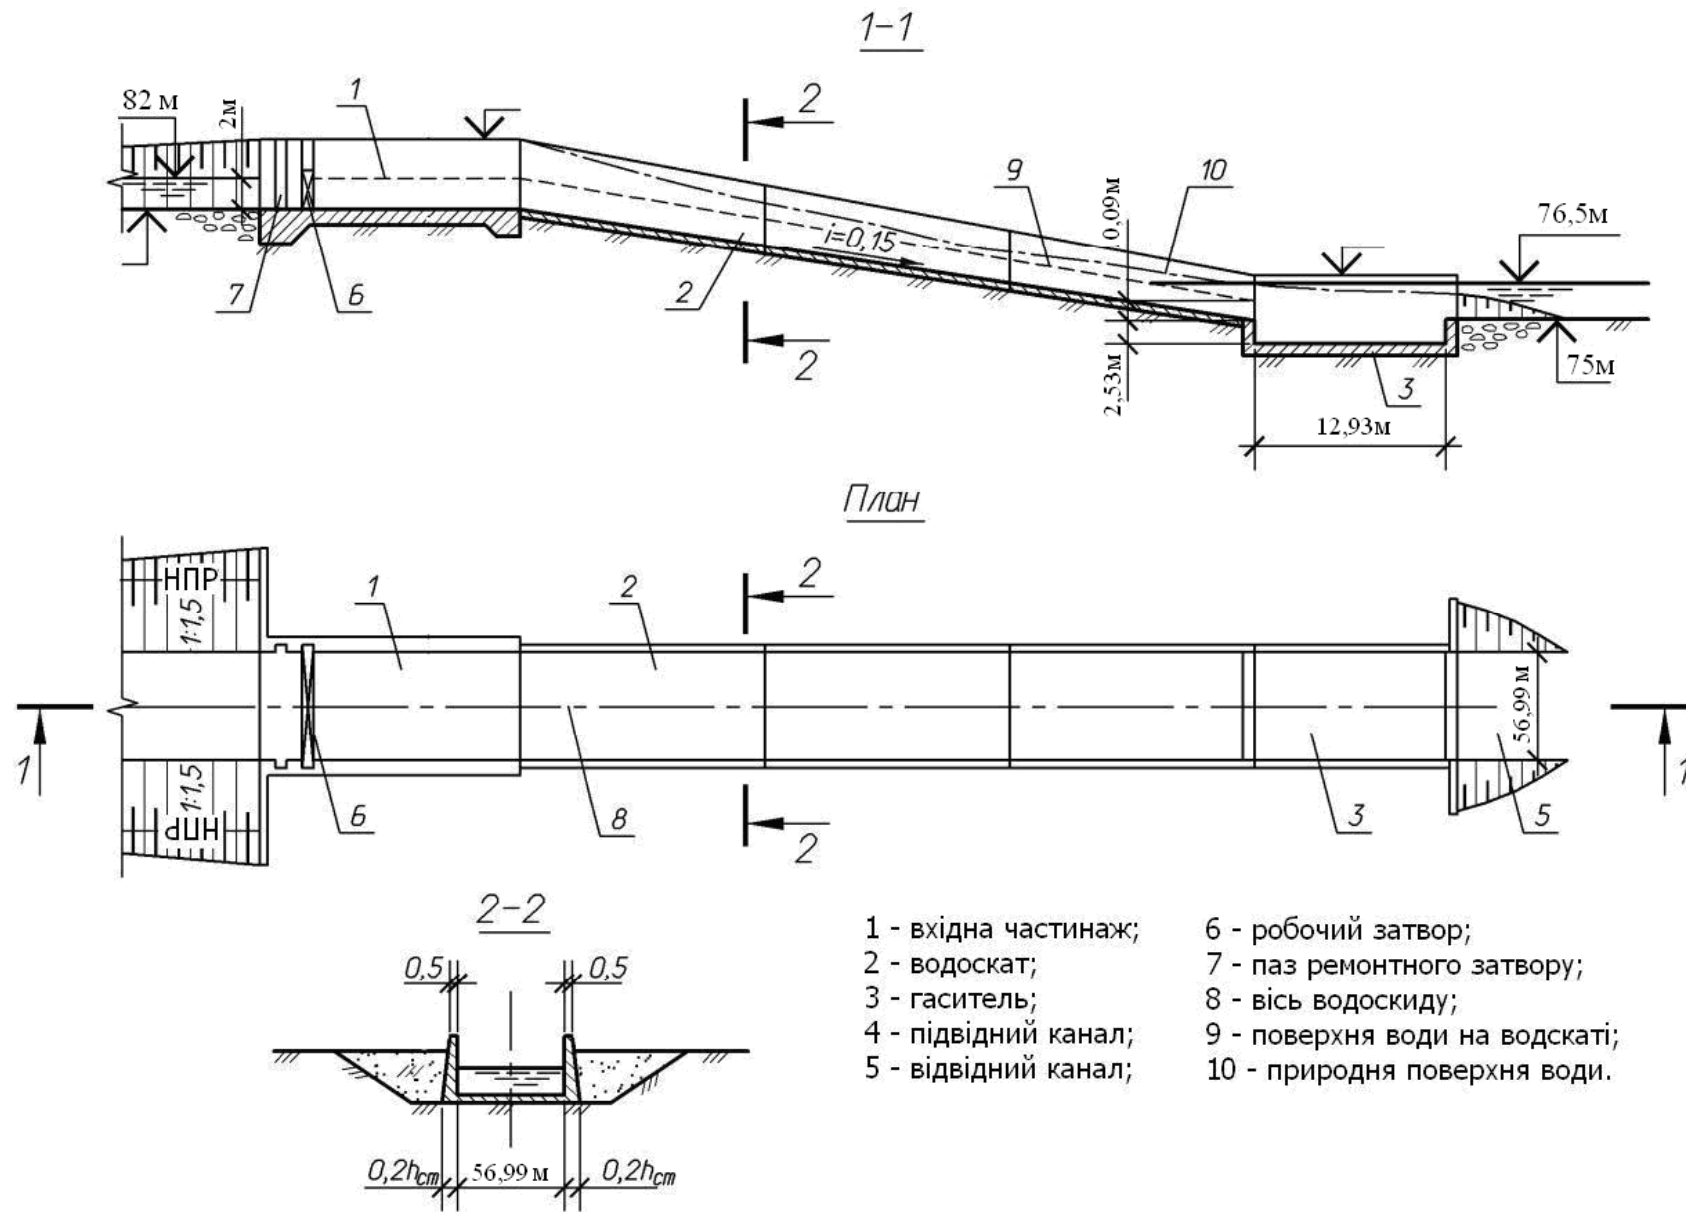 1-1
82 м
2м
1
2
9
10
0,09м
76,5м
i=0,15
7
6
2
2
2,53м
3
75м
12,93м
План
НПР
1:1,5
1
2
2
56,99 м
1
1
1:1,5
НПР
6
8
2
3
5
2-2
0,5
0,5
0,2hст
56,99 м
0,2hст
1 - вхідна частинаж;
2 - водоскат;
3 - гаситель;
4 - підвідний канал;
5 - відвідний канал;
6 - робочий затвор;
7 - паз ремонтного затвору;
8 - вісь водоскиду;
9 - поверхня води на водскаті;
10 - природня поверхня води.